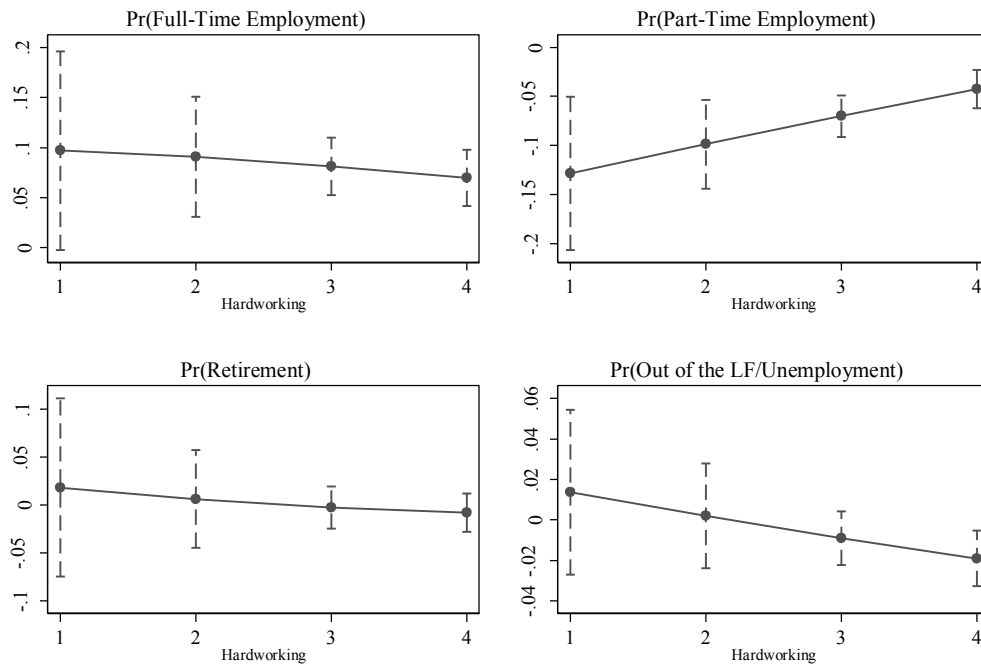 Pr(Full-Time Employment)
.2
.15
.1
.05
0
1 2 3 4
Hardworking
Pr(Part-Time Employment)
0
-.05
-.1
-.15
-.2
1 2 3 4
Hardworking
Pr(Retirement)
.1
.05
0
-.05
-.1
1 2 3 4
Hardworking
Pr(Out of the LF/Unemployment)
.06
.04
.02
0
-.02
-.04
1 2 3 4
Hardworking